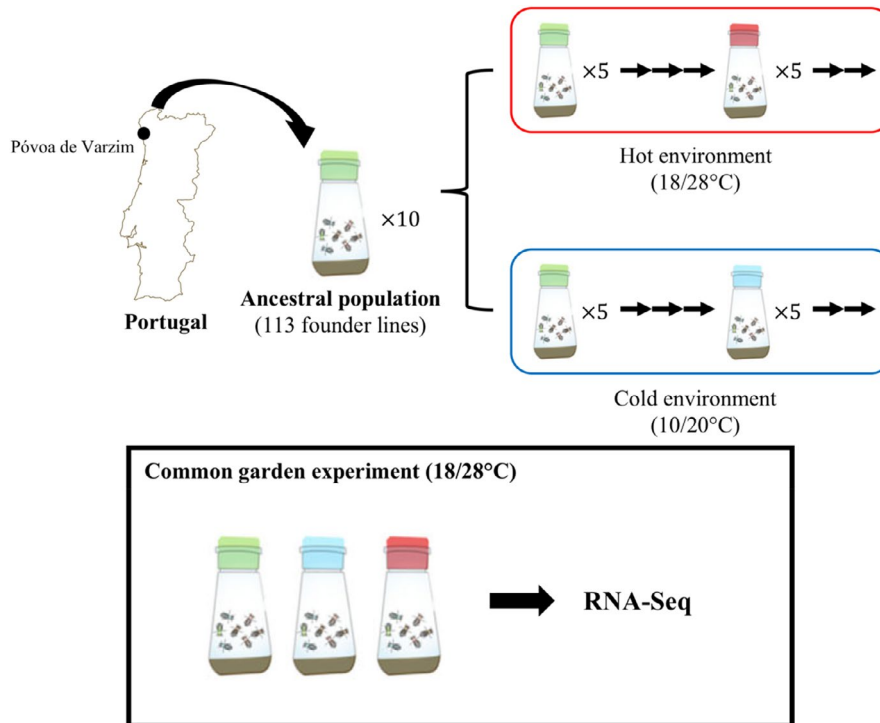 ×5
×5
Hot environment
(18/28°C)
Póvoa de Varzim
×10
Ancestral population
(113 founder lines)
Portugal
×5
×5
Cold environment
(10/20°C)
Common garden experiment (18/28°C)
RNA-Seq